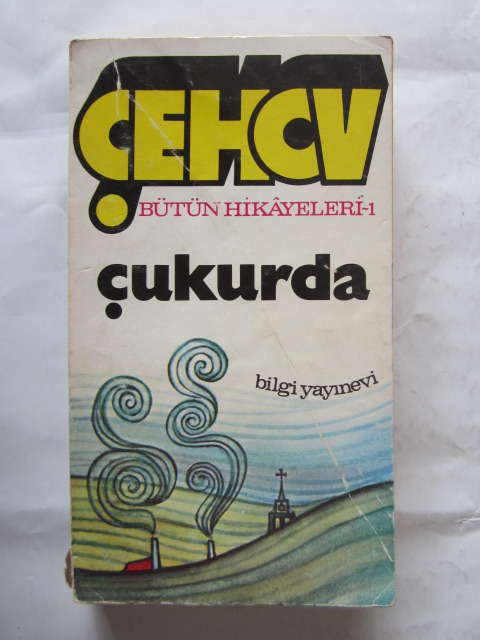 ÇEHOV
BÜTÜN HİKÂYELERİ-1
çukurda
bilgi yayınevi